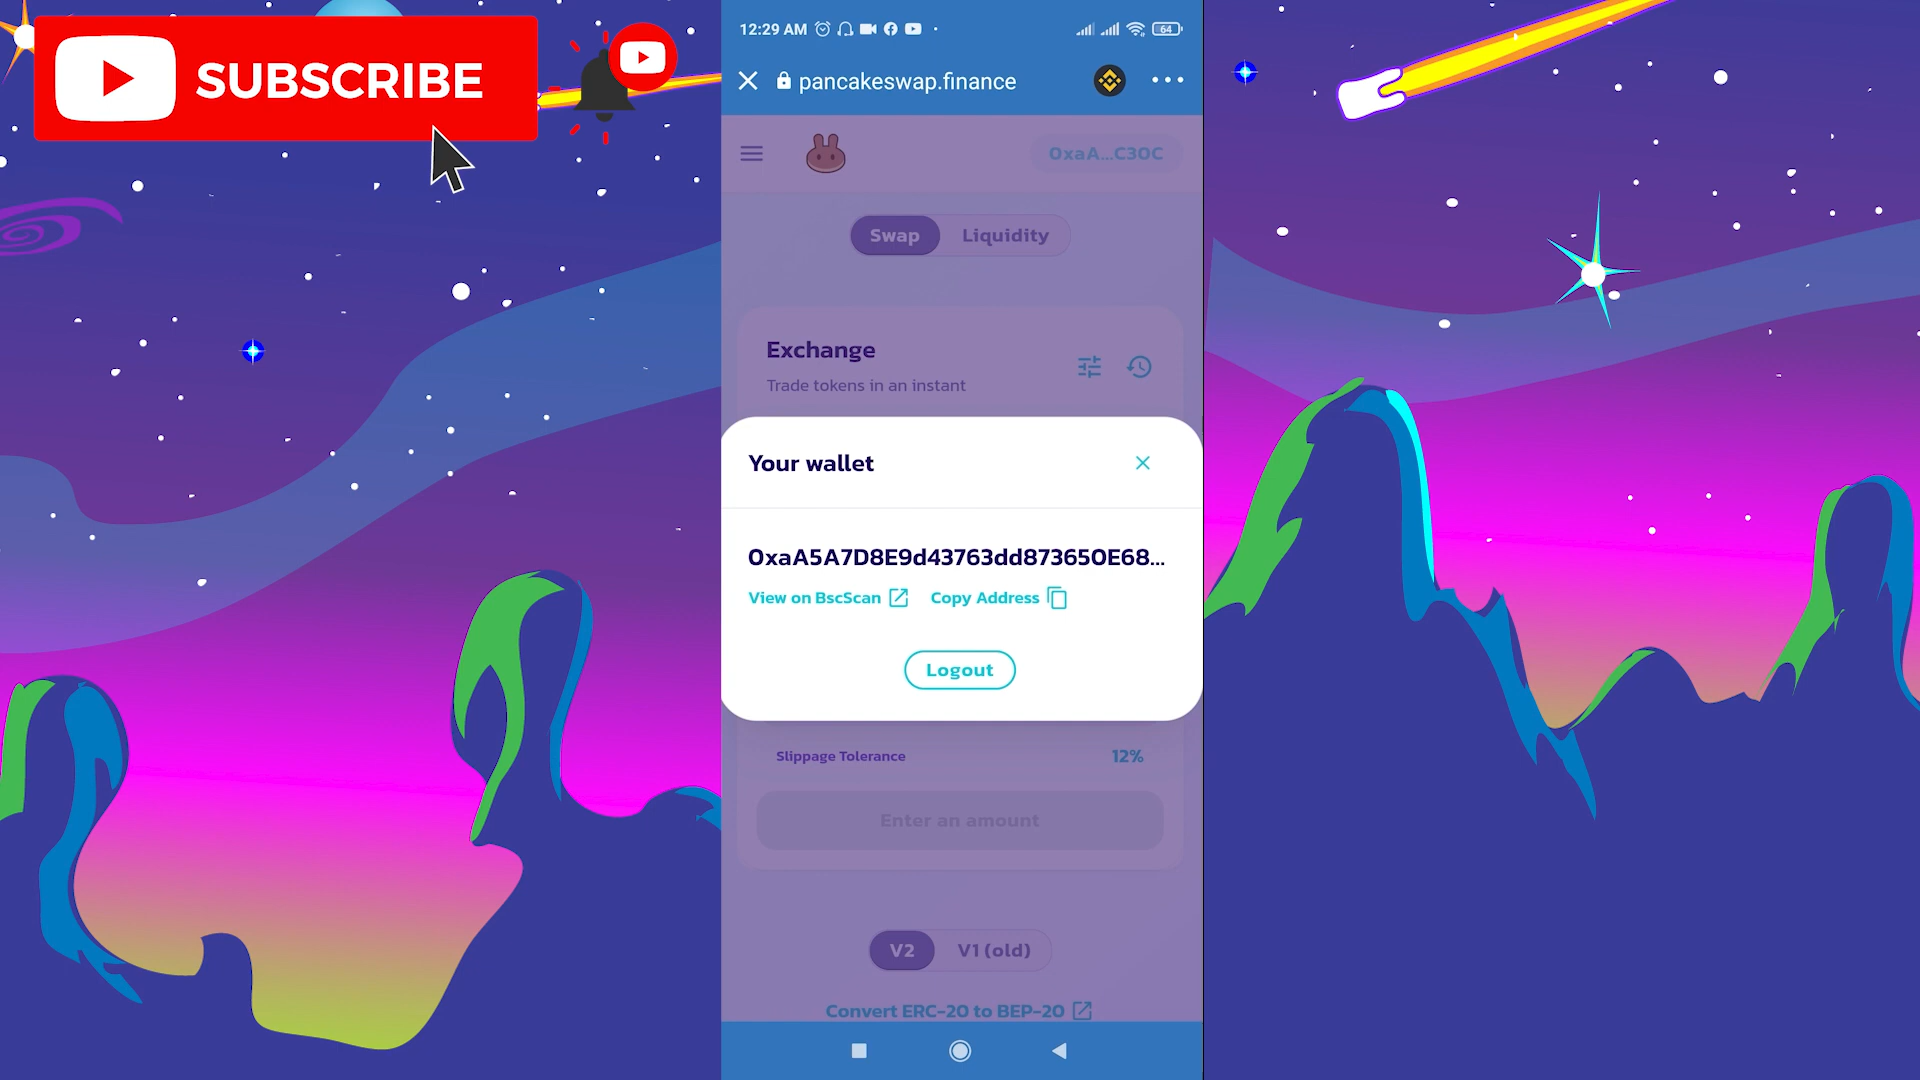 SUBSCRIBE
12:29 AM
64
pancakeswap.finance
0xaA...C30C
Swap
Liquidity
Exchange
Trade tokens in an instant
Your wallet
0xaA5A7D8E9d43763dd873650E68...
View on BscScan
Copy Address
Logout
Slippage Tolerance
12%
Enter an amount
V2
V1 (old)
Convert ERC-20 to BEP-20